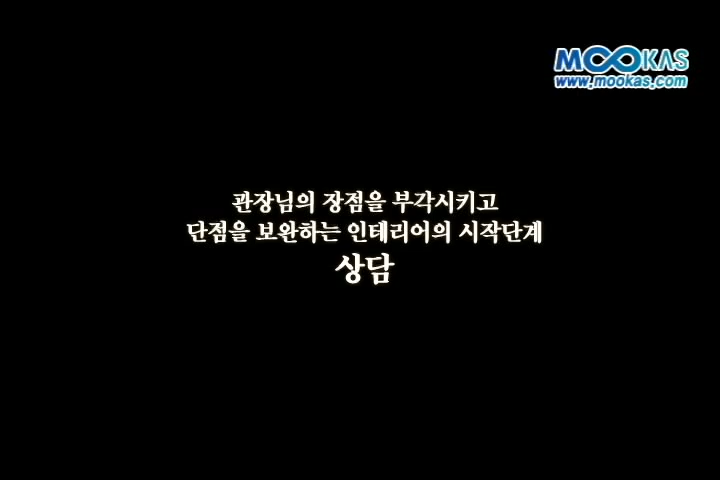 MOOKAS
www.mookas.com
관장님의 장점을 부각시키고
단점을 보완하는 인테리어의 시작단계
상담